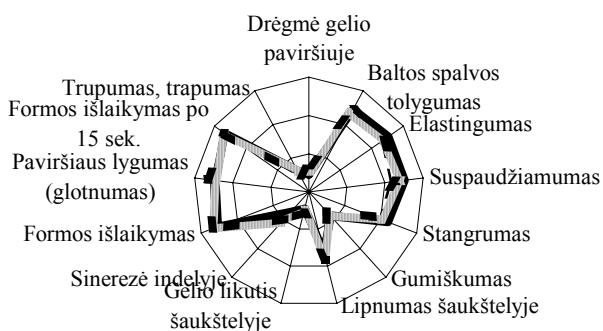 Drėgmė gelio
paviršiuje
Baltos spalvos
tolygumas
Elastingumas
Suspaudžiamumas
Stangrumas
Gumiškumas
Lipnumas šaukštelyje
Gelio likutis
šaukštelyje
Sinerezė indelyje
Formos išlaikymas
Paviršiaus lygumas
(glotnumas)
Formos išlaikymas po
15 sek.
Trupumas, trapumas